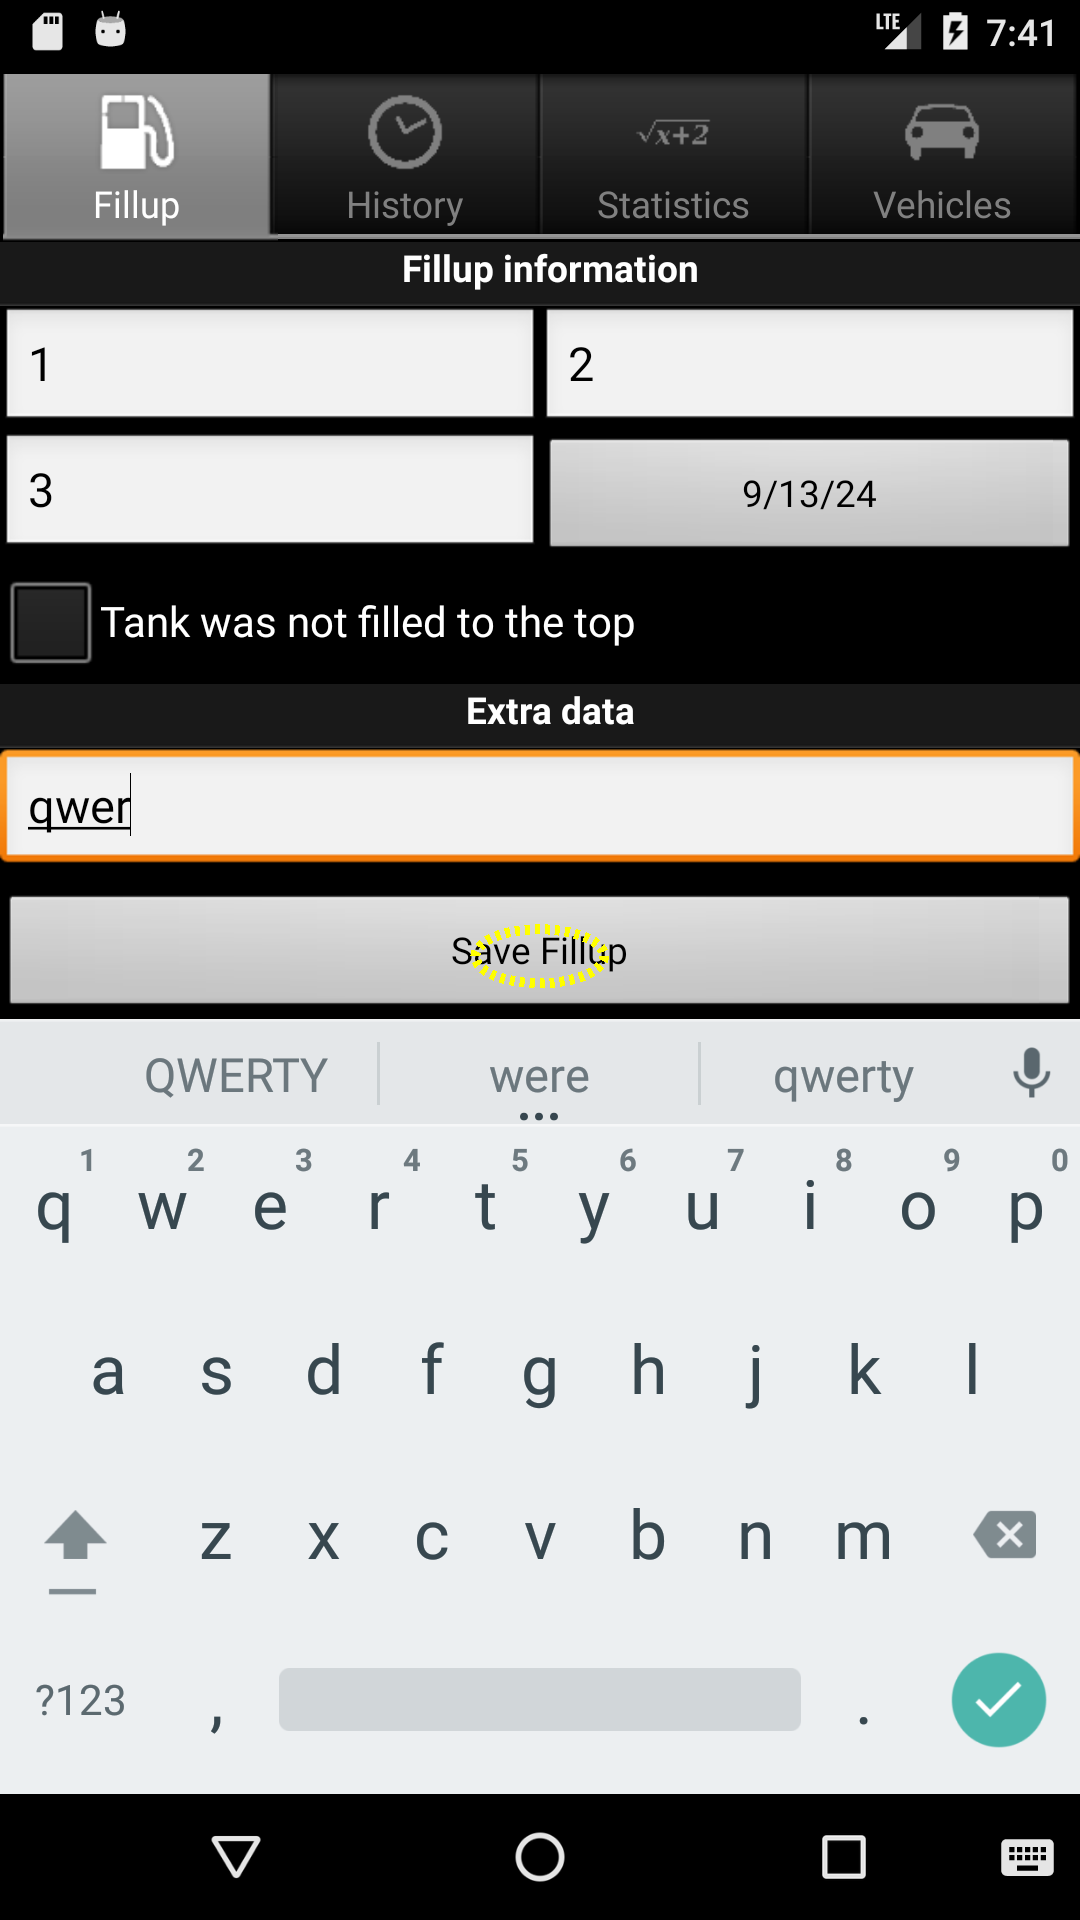 LTE 7:41
Fillup History √x+2 Statistics Vehicles
Fillup information
1 2
3 9/13/24
Tank was not filled to the top
Extra data
qwer
Save Fillup
QWERTY were qwerty
1 2 3 4 5 6 7 8 9 0
q w e r t y u i o p
a s d f g h j k l
z x c v b n m
?123 , .